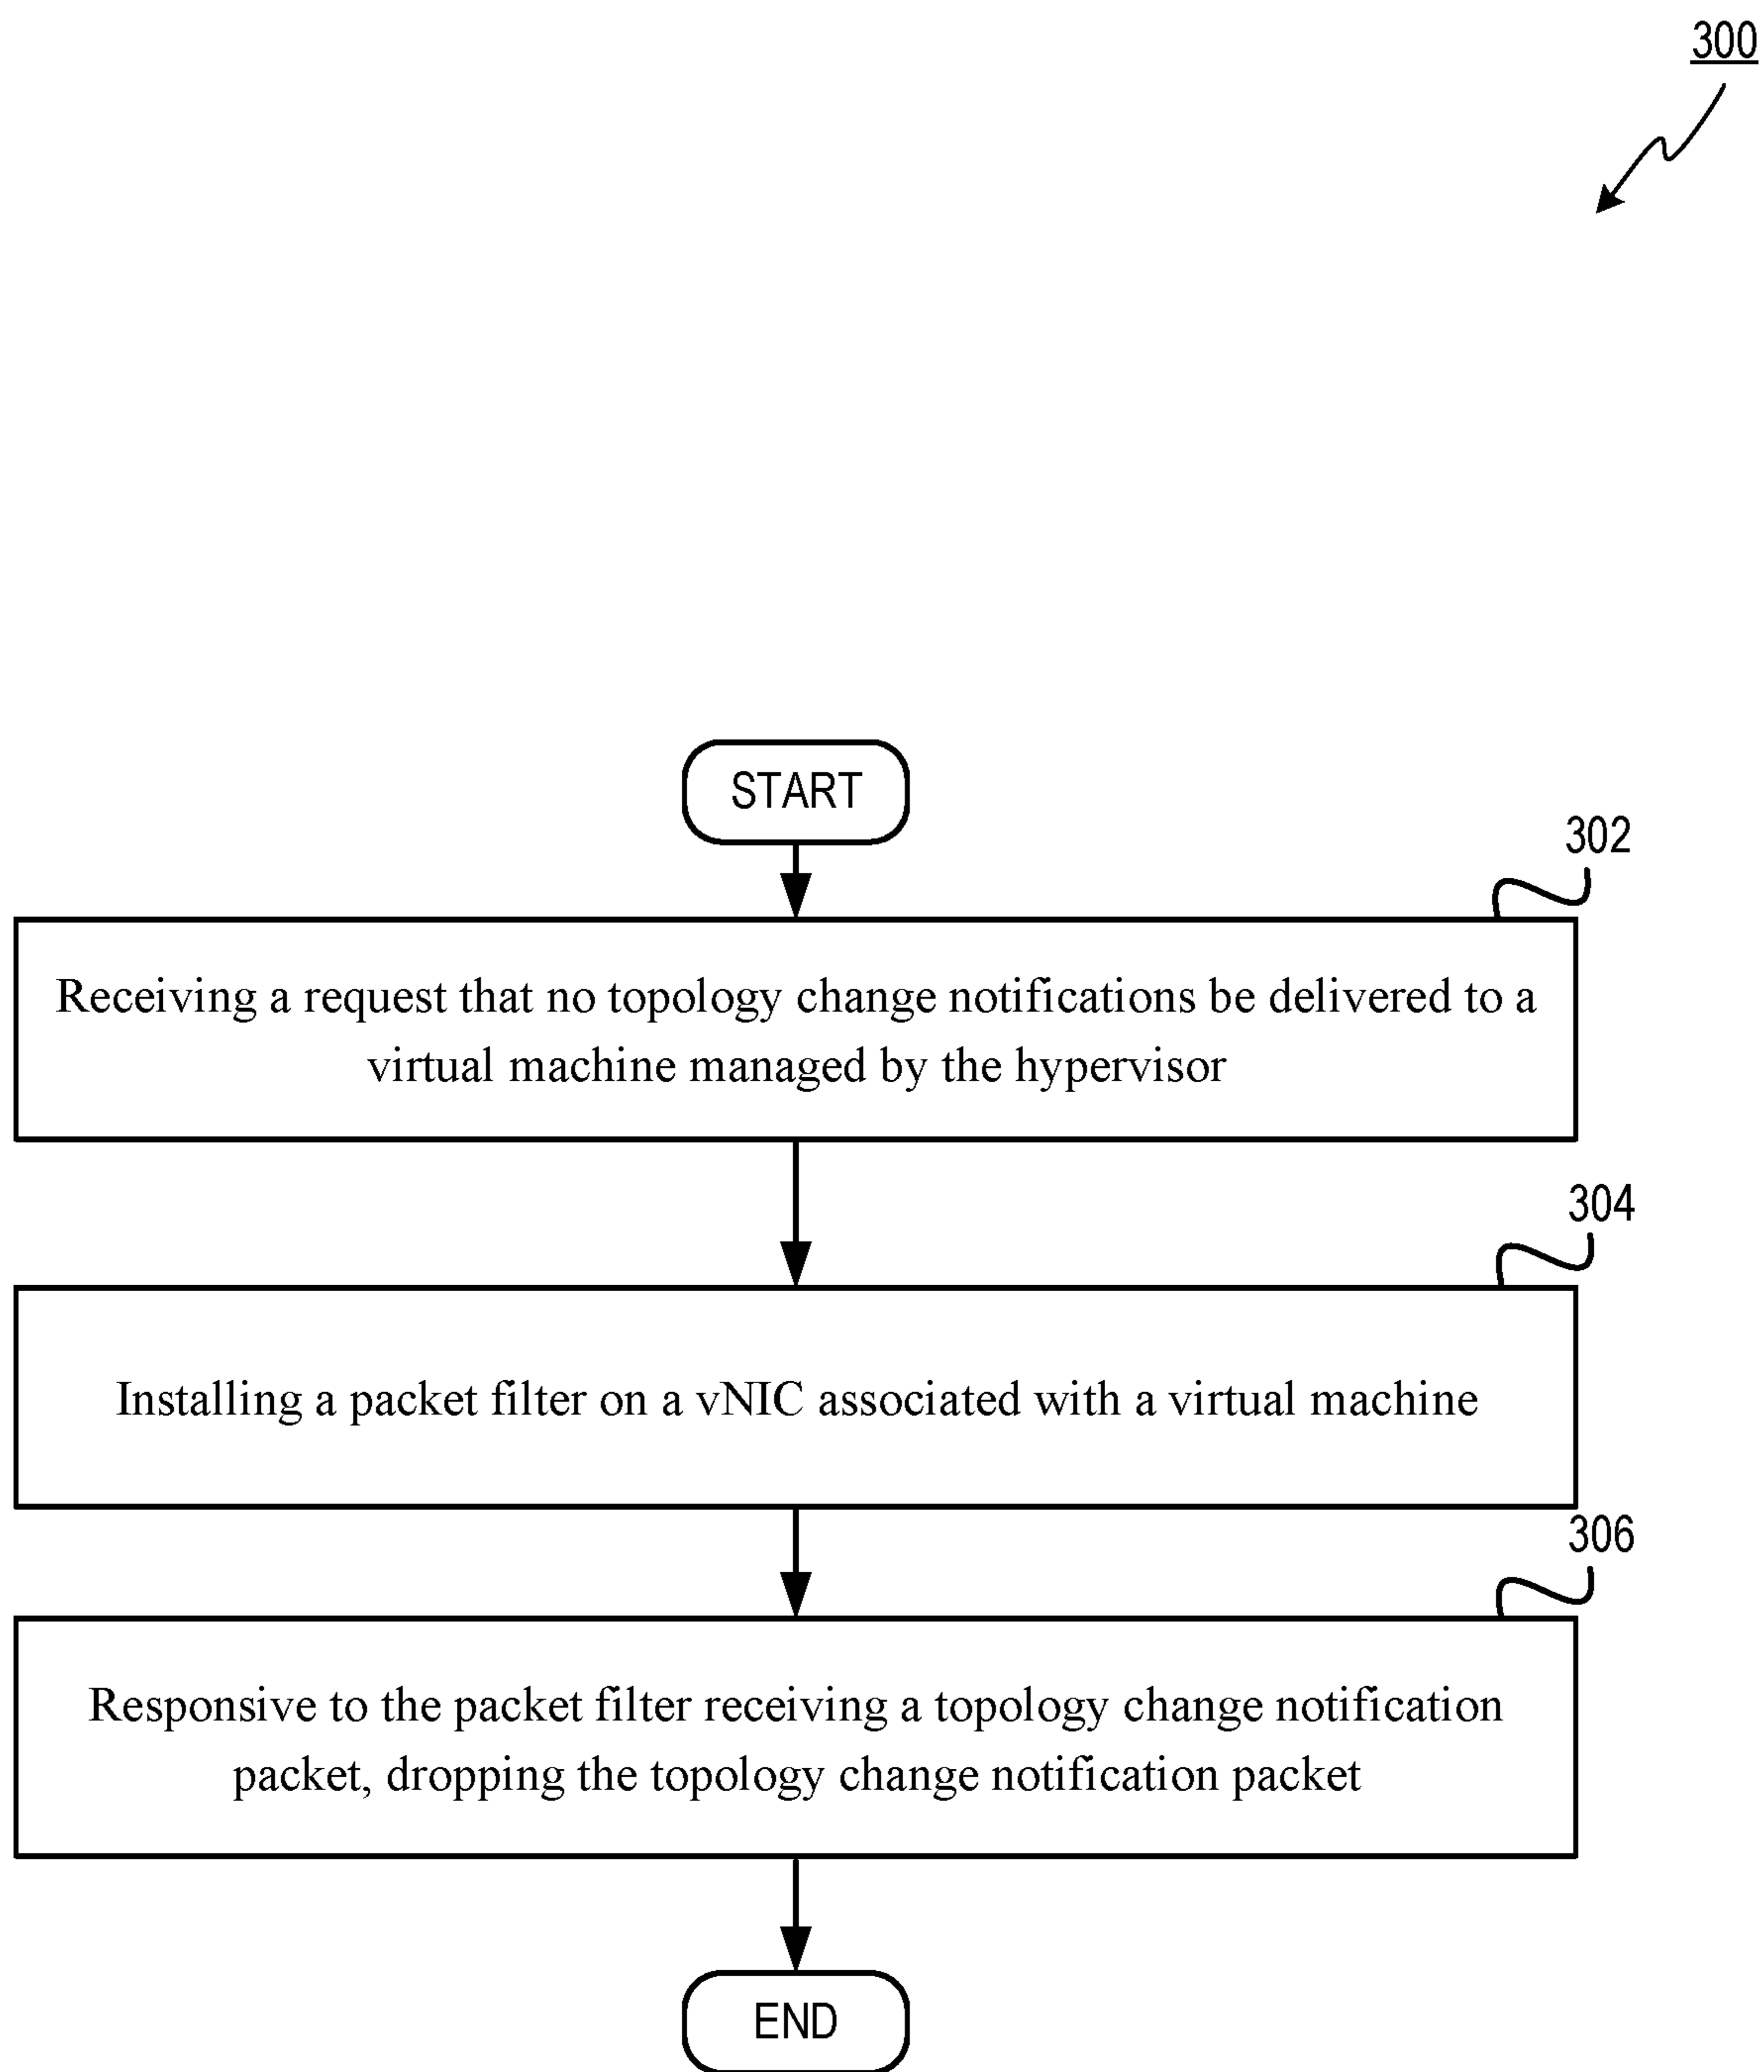 300
START
302
Receiving a request that no topology change notifications be delivered to a
virtual machine managed by the hypervisor
304
Installing a packet filter on a vNIC associated with a virtual machine
306
Responsive to the packet filter receiving a topology change notification
packet, dropping the topology change notification packet
END